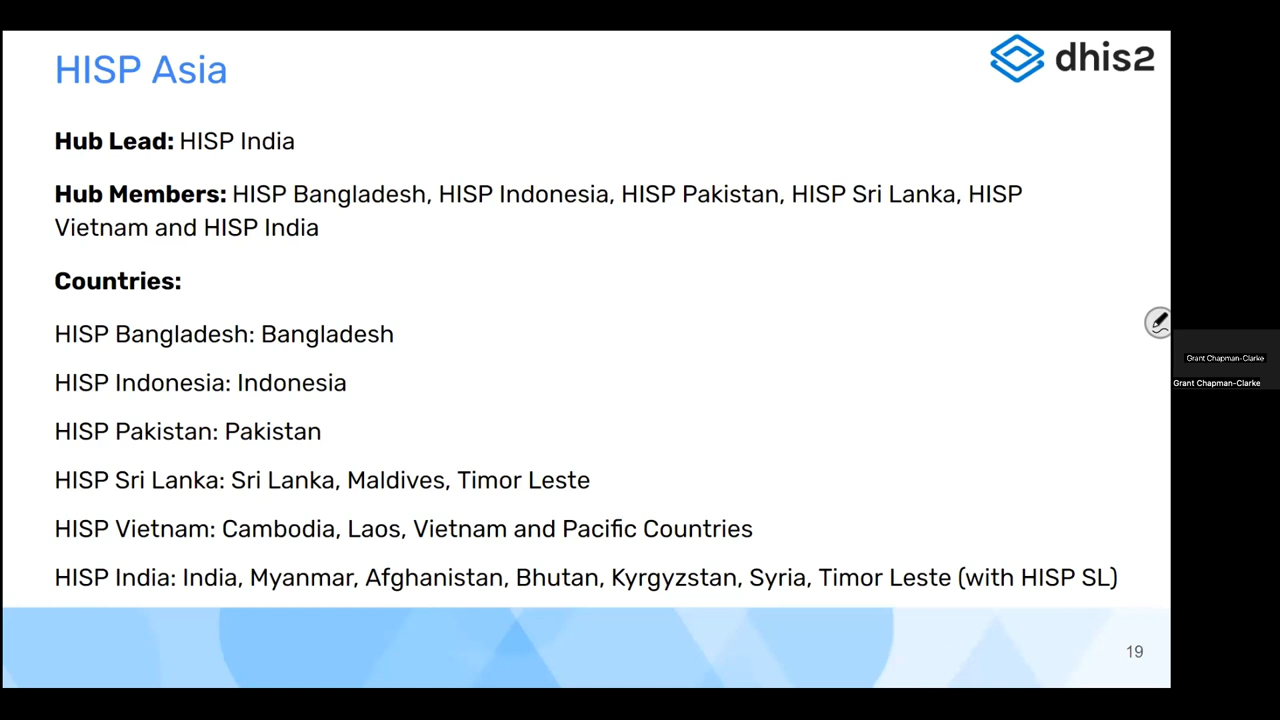 HISP Asia
dhis2
Hub Lead: HISP India
Hub Members: HISP Bangladesh, HISP Indonesia, HISP Pakistan, HISP Sri Lanka, HISP
Vietnam and HISP India
Countries:
HISP Bangladesh: Bangladesh
HISP Indonesia: Indonesia
HISP Pakistan: Pakistan
HISP Sri Lanka: Sri Lanka, Maldives, Timor Leste
HISP Vietnam: Cambodia, Laos, Vietnam and Pacific Countries
HISP India: India, Myanmar, Afghanistan, Bhutan, Kyrgyzstan, Syria, Timor Leste (with HISP SL)
19
Grant Chapman-Clarke
Grant Chapman-Clarke